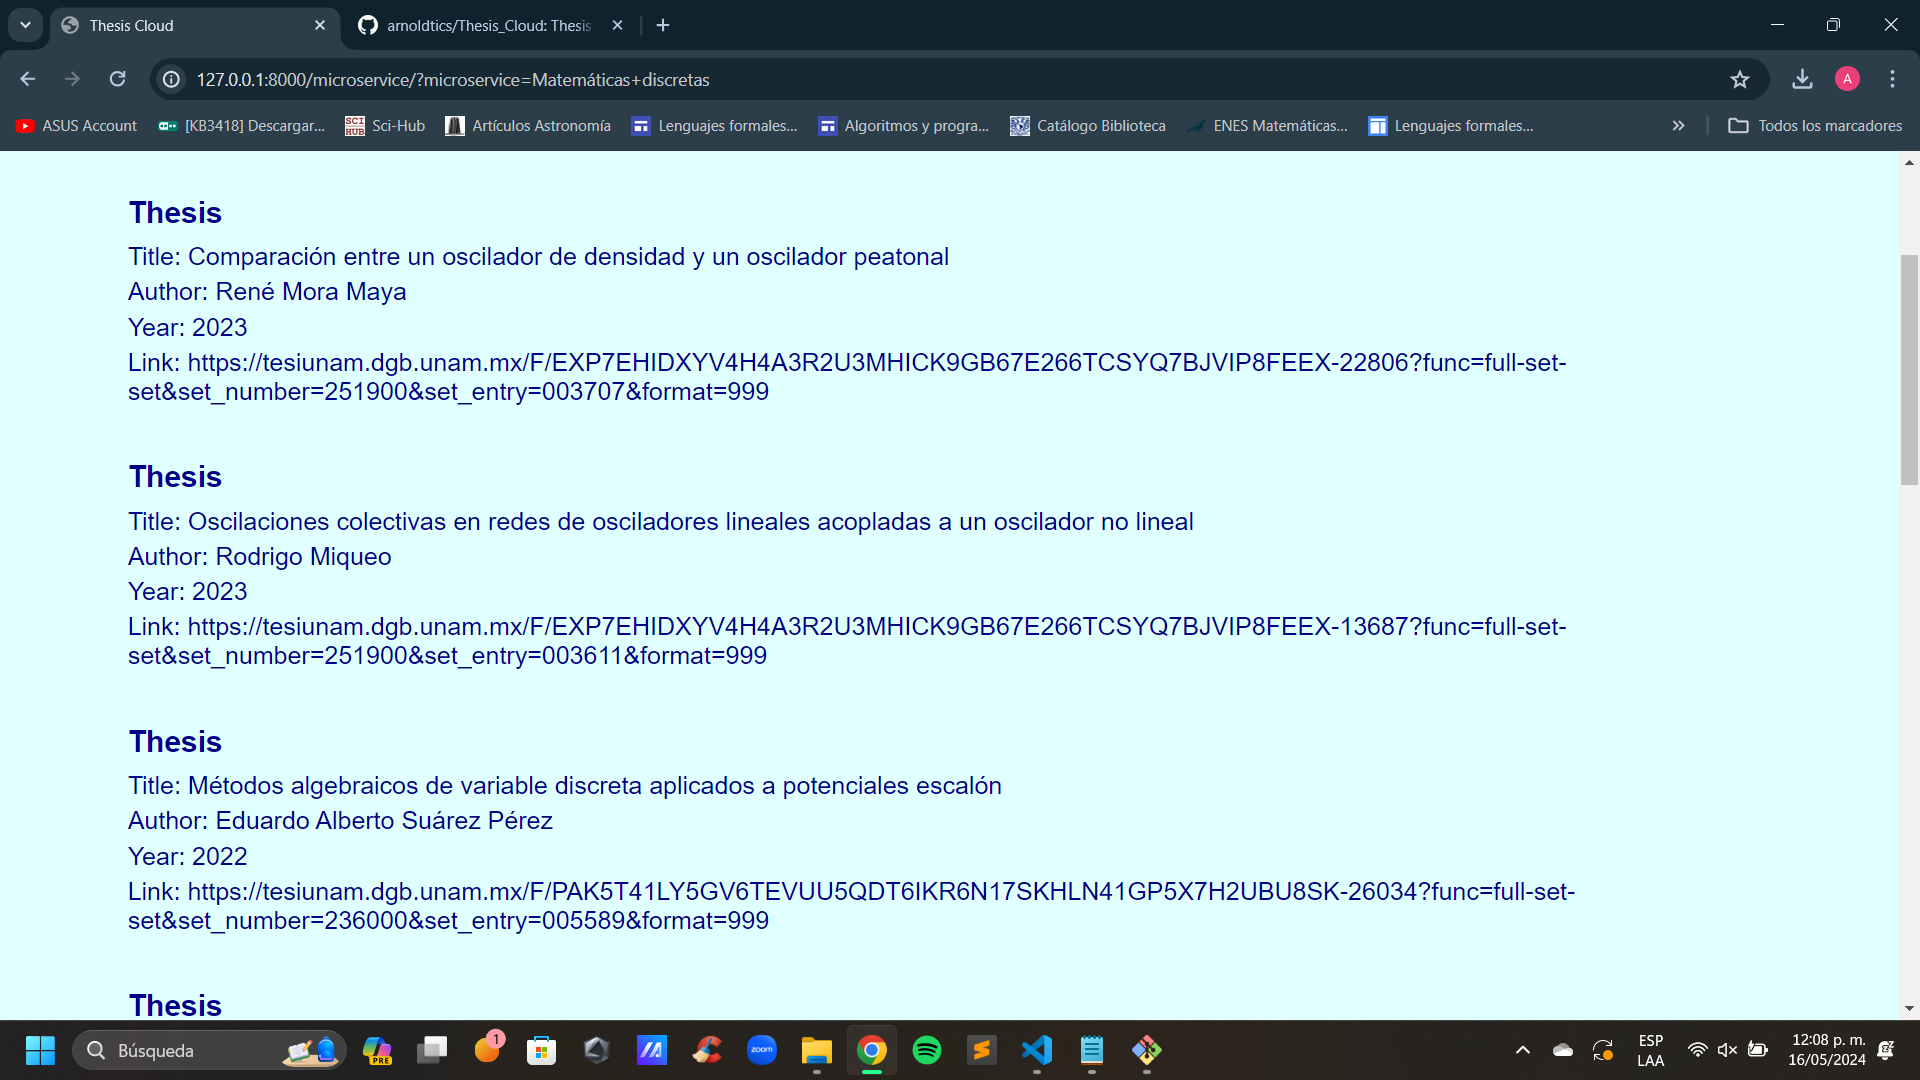 Thesis Cloud
arnoldtics/Thesis_Cloud: Thesis
127.0.0.1:8000/microservice/?microservice=Matemáticas+discretas
A
ASUS Account
[KB3418] Descargar...
SCI HUB
Sci-Hub
Artículos Astronomía
Lenguajes formales...
Algoritmos y progra...
Catálogo Biblioteca
ENES Matemáticas...
Lenguajes formales...
Todos los marcadores
Thesis
Title: Comparación entre un oscilador de densidad y un oscilador peatonal
Author: René Mora Maya
Year: 2023
Link: https://tesiunam.dgb.unam.mx/F/EXP7EHIDXYV4H4A3R2U3MHICK9GB67E266TCSYQ7BJVIP8FEEX-22806?func=full-set-
set&set_number=251900&set_entry=003707&format=999
Thesis
Title: Oscilaciones colectivas en redes de osciladores lineales acopladas a un oscilador no lineal
Author: Rodrigo Miqueo
Year: 2023
Link: https://tesiunam.dgb.unam.mx/F/EXP7EHIDXYV4H4A3R2U3MHICK9GB67E266TCSYQ7BJVIP8FEEX-13687?func=full-set-
set&set_number=251900&set_entry=003611&format=999
Thesis
Title: Métodos algebraicos de variable discreta aplicados a potenciales escalón
Author: Eduardo Alberto Suárez Pérez
Year: 2022
Link: https://tesiunam.dgb.unam.mx/F/PAK5T41LY5GV6TEVUU5QDT6IKR6N17SKHLN41GP5X7H2UBU8SK-26034?func=full-set-
set&set_number=236000&set_entry=005589&format=999
Thesis
Búsqueda
PRE
1
zoom
ESP
LAA
12:08 p. m.
16/05/2024